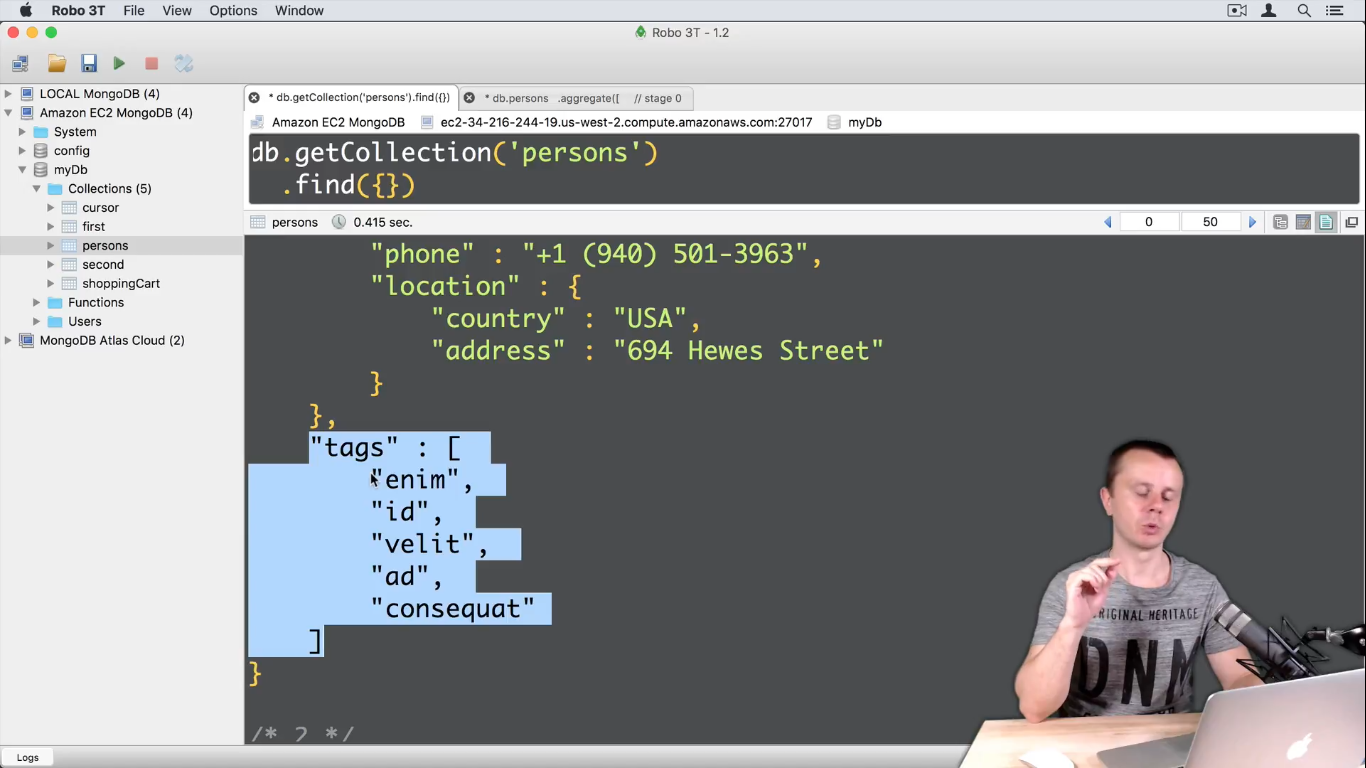 Robo 3T File View Options Window
Robo 3T - 1.2
LOCAL MongoDB (4)
Amazon EC2 MongoDB (4)
System
config
myDb
Collections (5)
cursor
first
persons
second
shoppingCart
Functions
Users
MongoDB Atlas Cloud (2)
* db.getCollection('persons').find({})
* db.persons .aggregate([ // stage 0
Amazon EC2 MongoDB ec2-34-216-244-19.us-west-2.compute.amazonaws.com:27017 myDb
db.getCollection('persons')
.find({})
persons 0.415 sec. 0 50
"phone" : "+1 (940) 501-3963",
"location" : {
"country" : "USA",
"address" : "694 Hewes Street"
}
},
"tags" : [
"enim",
"id",
"velit",
"ad",
"consequat"
]
}
/* 2 */
ORIGINAL HERITAGE
DNM
Logs